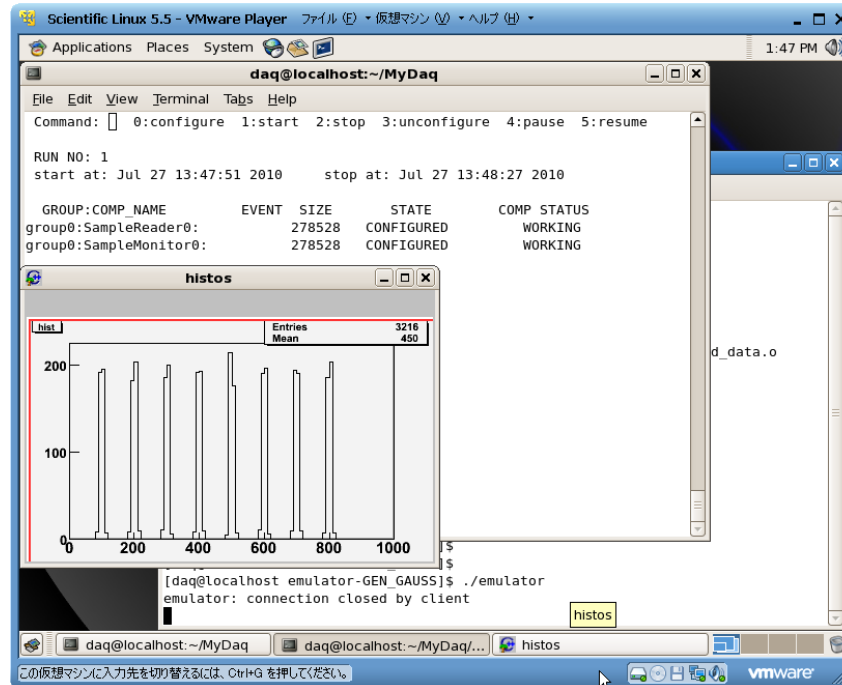 Scientific Linux 5.5 - VMware Player ファイル (F) 仮想マシン (V) ヘルプ (H)
Applications Places System 1:47 PM
daq@localhost:~/MyDaq
File Edit View Terminal Tabs Help
Command: 0:configure 1:start 2:stop 3:unconfigure 4:pause 5:resume
RUN NO: 1
start at: Jul 27 13:47:51 2010 stop at: Jul 27 13:48:27 2010
GROUP:COMP_NAME EVENT SIZE STATE COMP STATUS
group0:SampleReader0: 278528 CONFIGURED WORKING
group0:SampleMonitor0: 278528 CONFIGURED WORKING
histos
hist
Entries 3216
Mean 450
200
100
0
0 200 400 600 800 1000
d_data.o
]$
]$
[daq@localhost emulator-GEN_GAUSS]$ ./emulator
emulator: connection closed by client
histos
daq@localhost:~/MyDaq daq@localhost:~/MyDaq/... histos
この仮想マシンに入力先を切り替えるには、Ctrl+G を押してください。 vmware